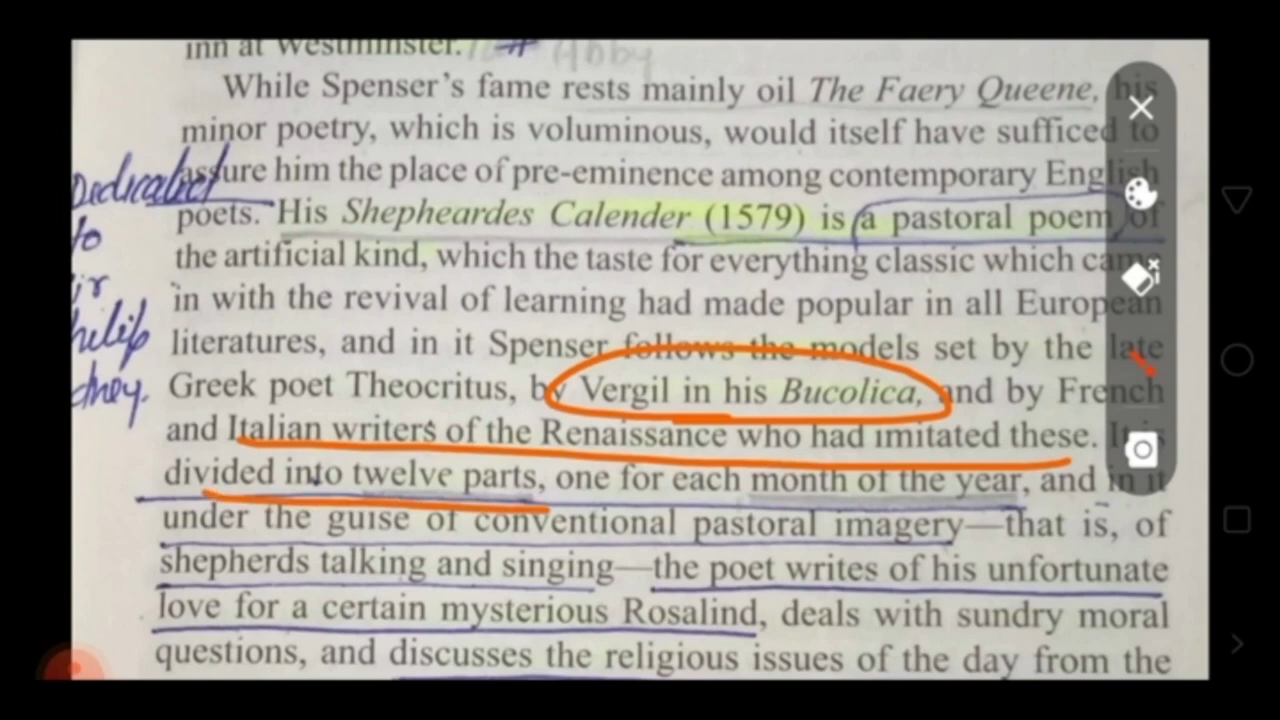 inn at Westminster.
While Spenser's fame rests mainly oil The Faery Queene, his
minor poetry, which is voluminous, would itself have sufficed to
assure him the place of pre-eminence among contemporary English
poets. His Shepheardes Calender (1579) is a pastoral poem of
the artificial kind, which the taste for everything classic which came
in with the revival of learning had made popular in all European
literatures, and in it Spenser follows the models set by the late
Greek poet Theocritus, by Vergil in his Bucolica, and by French
and Italian writers of the Renaissance who had imitated these. It is
divided into twelve parts, one for each month of the year, and in it
under the guise of conventional pastoral imagery—that is, of
shepherds talking and singing—the poet writes of his unfortunate
love for a certain mysterious Rosalind, deals with sundry moral
questions, and discusses the religious issues of the day from the
Abby
Dedicated
to
ir
hilip
dney.